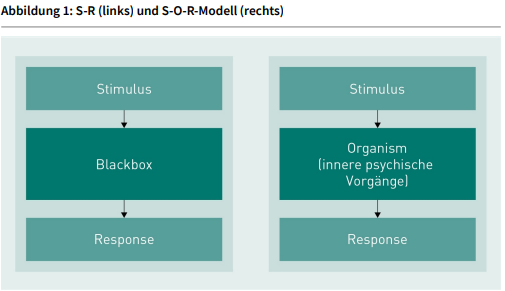 Abbildung 1: S-R (links) und S-O-R-Modell (rechts)
Stimulus
Blackbox
Response
Stimulus
Organism
(innere psychische
Vorgänge)
Response